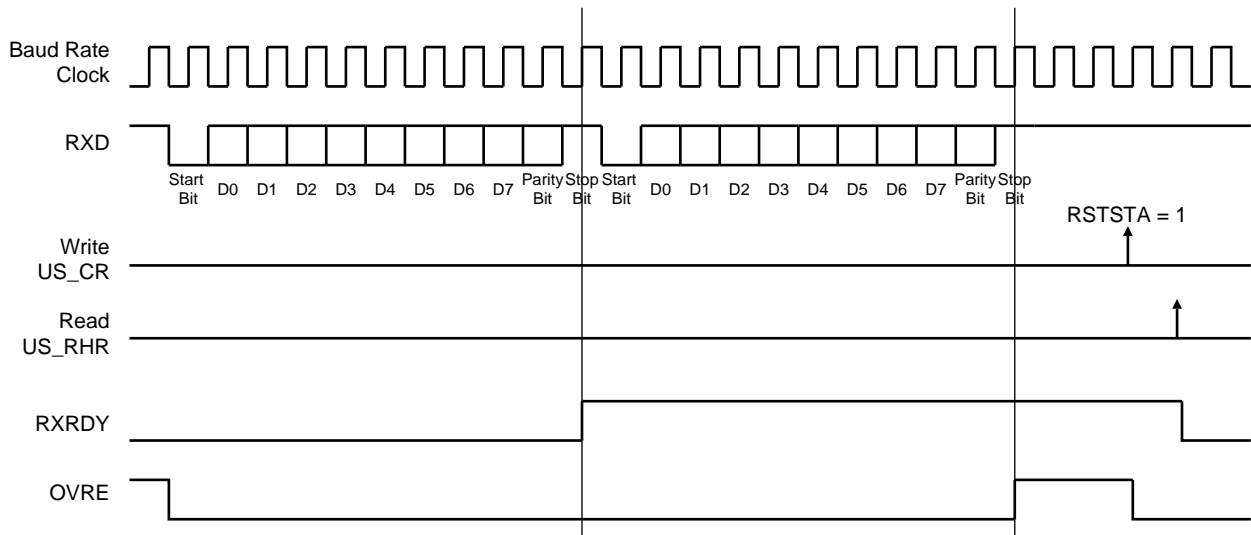 Baud Rate
Clock
RXD
Start
Bit
D0 D1 D2 D3 D4 D5 D6 D7
Parity
Bit
Stop
Bit
Start
Bit
D0 D1 D2 D3 D4 D5 D6 D7
Parity
Bit
Stop
Bit
RSTSTA = 1
Write
US_CR
Read
US_RHR
RXRDY
OVRE